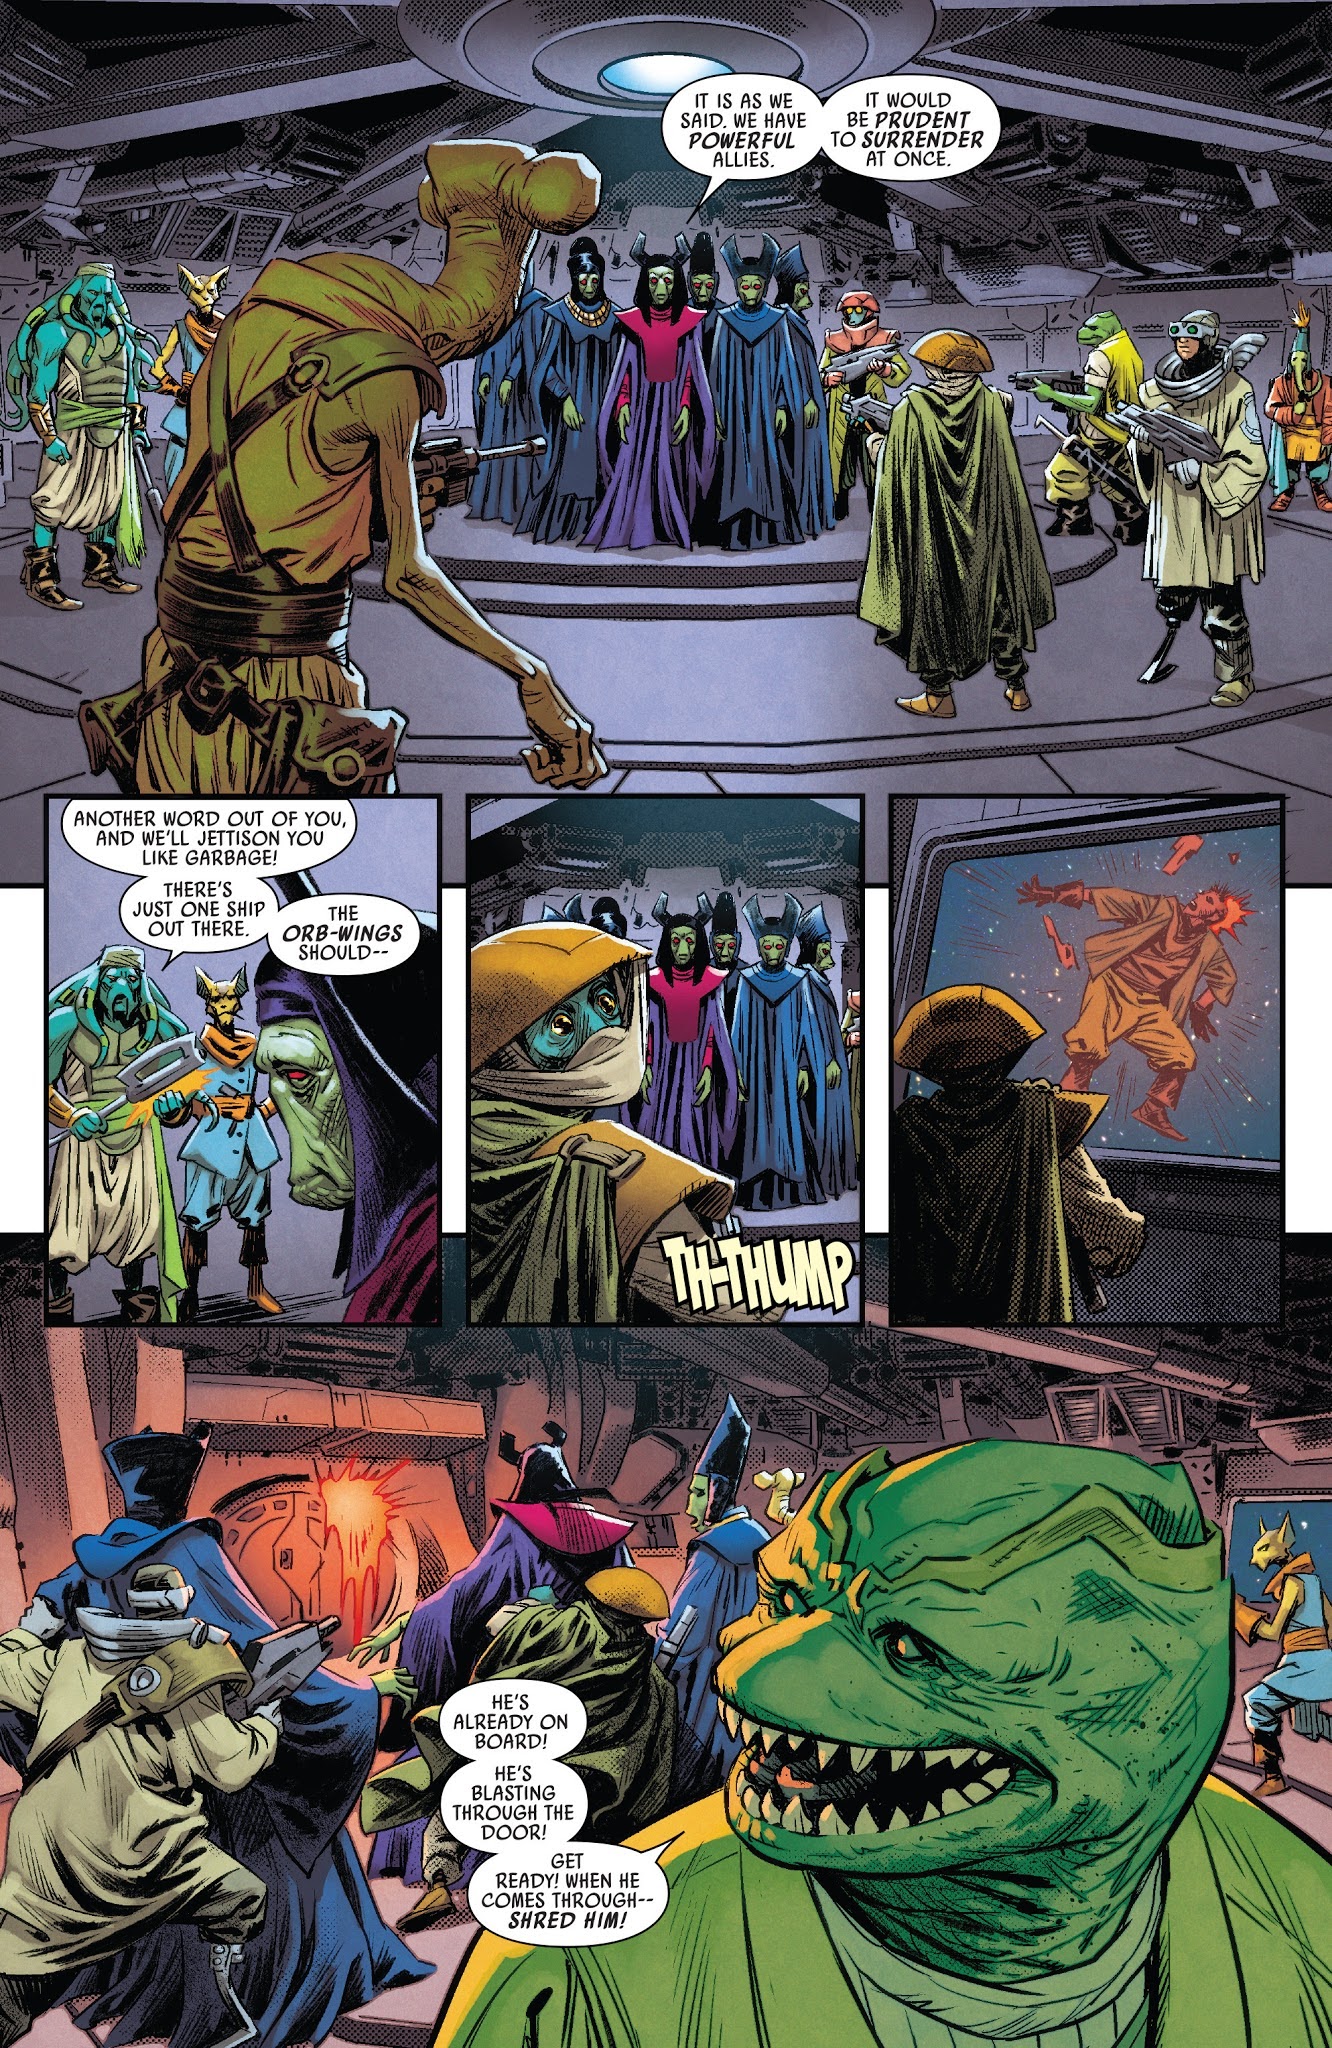 IT IS AS WE
SAID. WE HAVE
POWERFUL
ALLIES.
IT WOULD
BE PRUDENT
TO SURRENDER
AT ONCE.
ANOTHER WORD OUT OF YOU,
AND WE'LL JETTISON YOU
LIKE GARBAGE!
THERE'S
JUST ONE SHIP
OUT THERE.
THE
ORB-WINGS
SHOULD--
TH-THUMP
HE'S
ALREADY ON
BOARD!
HE'S
BLASTING
THROUGH THE
DOOR!
GET
READY! WHEN HE
COMES THROUGH--
SHRED HIM!